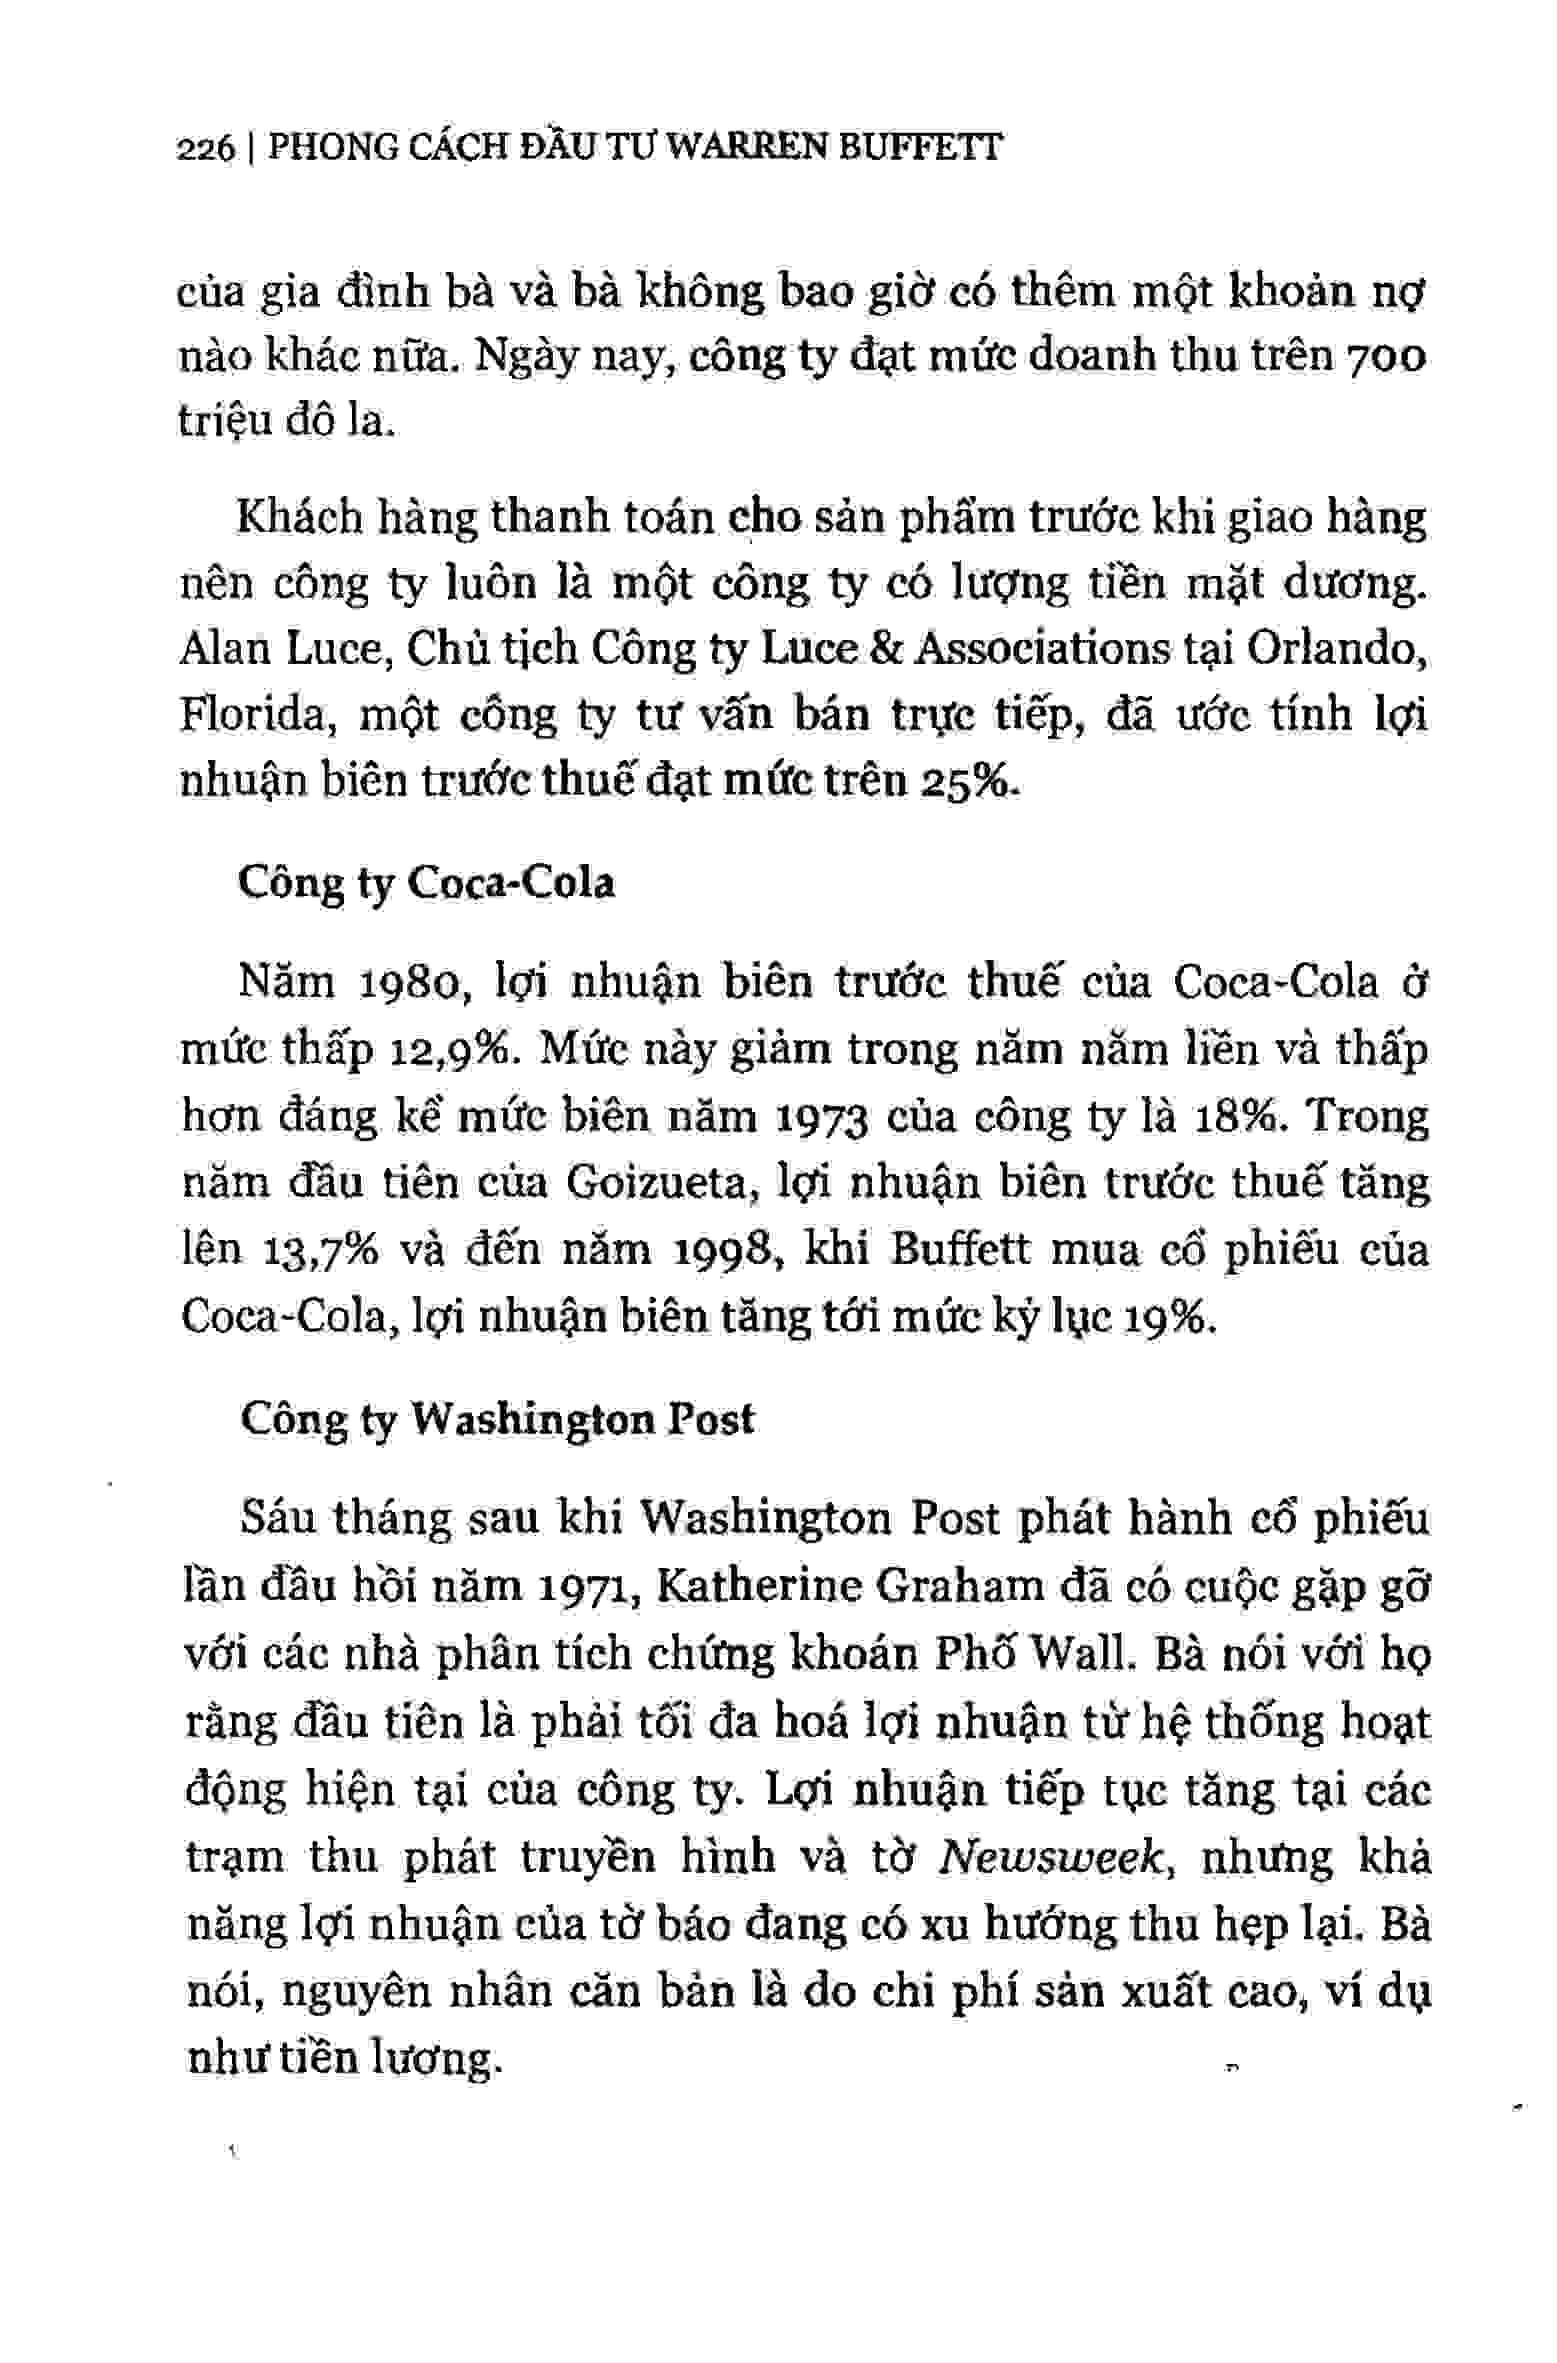 226 | PHONG CÁCH ĐẦU TƯ WARREN BUFFETT
của gia đình bà và bà không bao giờ có thêm một khoản nợ
nào khác nữa. Ngày nay, công ty đạt mức doanh thu trên 700
triệu đô la.
Khách hàng thanh toán cho sản phẩm trước khi giao hàng
nên công ty luôn là một công ty có lượng tiền mặt dương.
Alan Luce, Chủ tịch Công ty Luce & Associations tại Orlando,
Florida, một công ty tư vấn bán trực tiếp, đã ước tính lợi
nhuận biên trước thuế đạt mức trên 25%.
Công ty Coca-Cola
Năm 1980, lợi nhuận biên trước thuế của Coca-Cola ở
mức thấp 12,9%. Mức này giảm trong năm năm liền và thấp
hơn đáng kể mức biên năm 1973 của công ty là 18%. Trong
năm đầu tiên của Goizueta, lợi nhuận biên trước thuế tăng
lên 13,7% và đến năm 1998, khi Buffett mua cổ phiếu của
Coca-Cola, lợi nhuận biên tăng tới mức kỷ lục 19%.
Công ty Washington Post
Sáu tháng sau khi Washington Post phát hành cổ phiếu
lần đầu hồi năm 1971, Katherine Graham đã có cuộc gặp gỡ
với các nhà phân tích chứng khoán Phố Wall. Bà nói với họ
rằng đầu tiên là phải tối đa hoá lợi nhuận từ hệ thống hoạt
động hiện tại của công ty. Lợi nhuận tiếp tục tăng tại các
trạm thu phát truyền hình và tờ Newsweek, nhưng khả
năng lợi nhuận của tờ báo đang có xu hướng thu hẹp lại. Bà
nói, nguyên nhân căn bản là do chi phí sản xuất cao, ví dụ
như tiền lương.